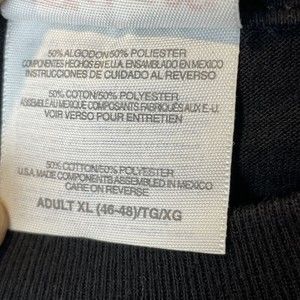 50% ALGODON/50% POLIESTER
COMPONENTES HECHOS EN E.U. ENSAMBLADO EN MEXICO
INSTRUCCIONES DE CUIDADO AL REVERSO
50% COTON/50% POLYESTER
ASSEMBLE AU MEXIQUE COMPOSANTS FABRIQUÉS AUX E.-U.
VOIR VERSO POUR ENTRETIEN
50% COTTON/50% POLYESTER
U.S.A. MADE COMPONENTS ASSEMBLED IN MEXICO
CARE ON REVERSE
ADULT XL (46-48)/TG/XG